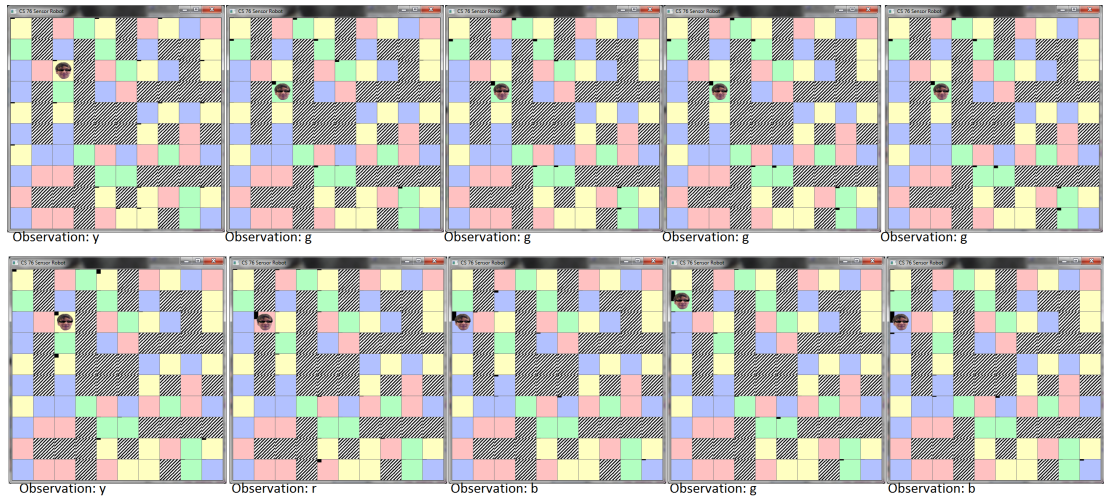 CS 76 Sensor Robot
CS 76 Sensor Robot
CS 76 Sensor Robot
CS 76 Sensor Robot
CS 76 Sensor Robot
Observation: y
Observation: g
Observation: g
Observation: g
Observation: g
CS 76 Sensor Robot
CS 76 Sensor Robot
CS 76 Sensor Robot
CS 76 Sensor Robot
CS 76 Sensor Robot
Observation: y
Observation: r
Observation: b
Observation: g
Observation: b